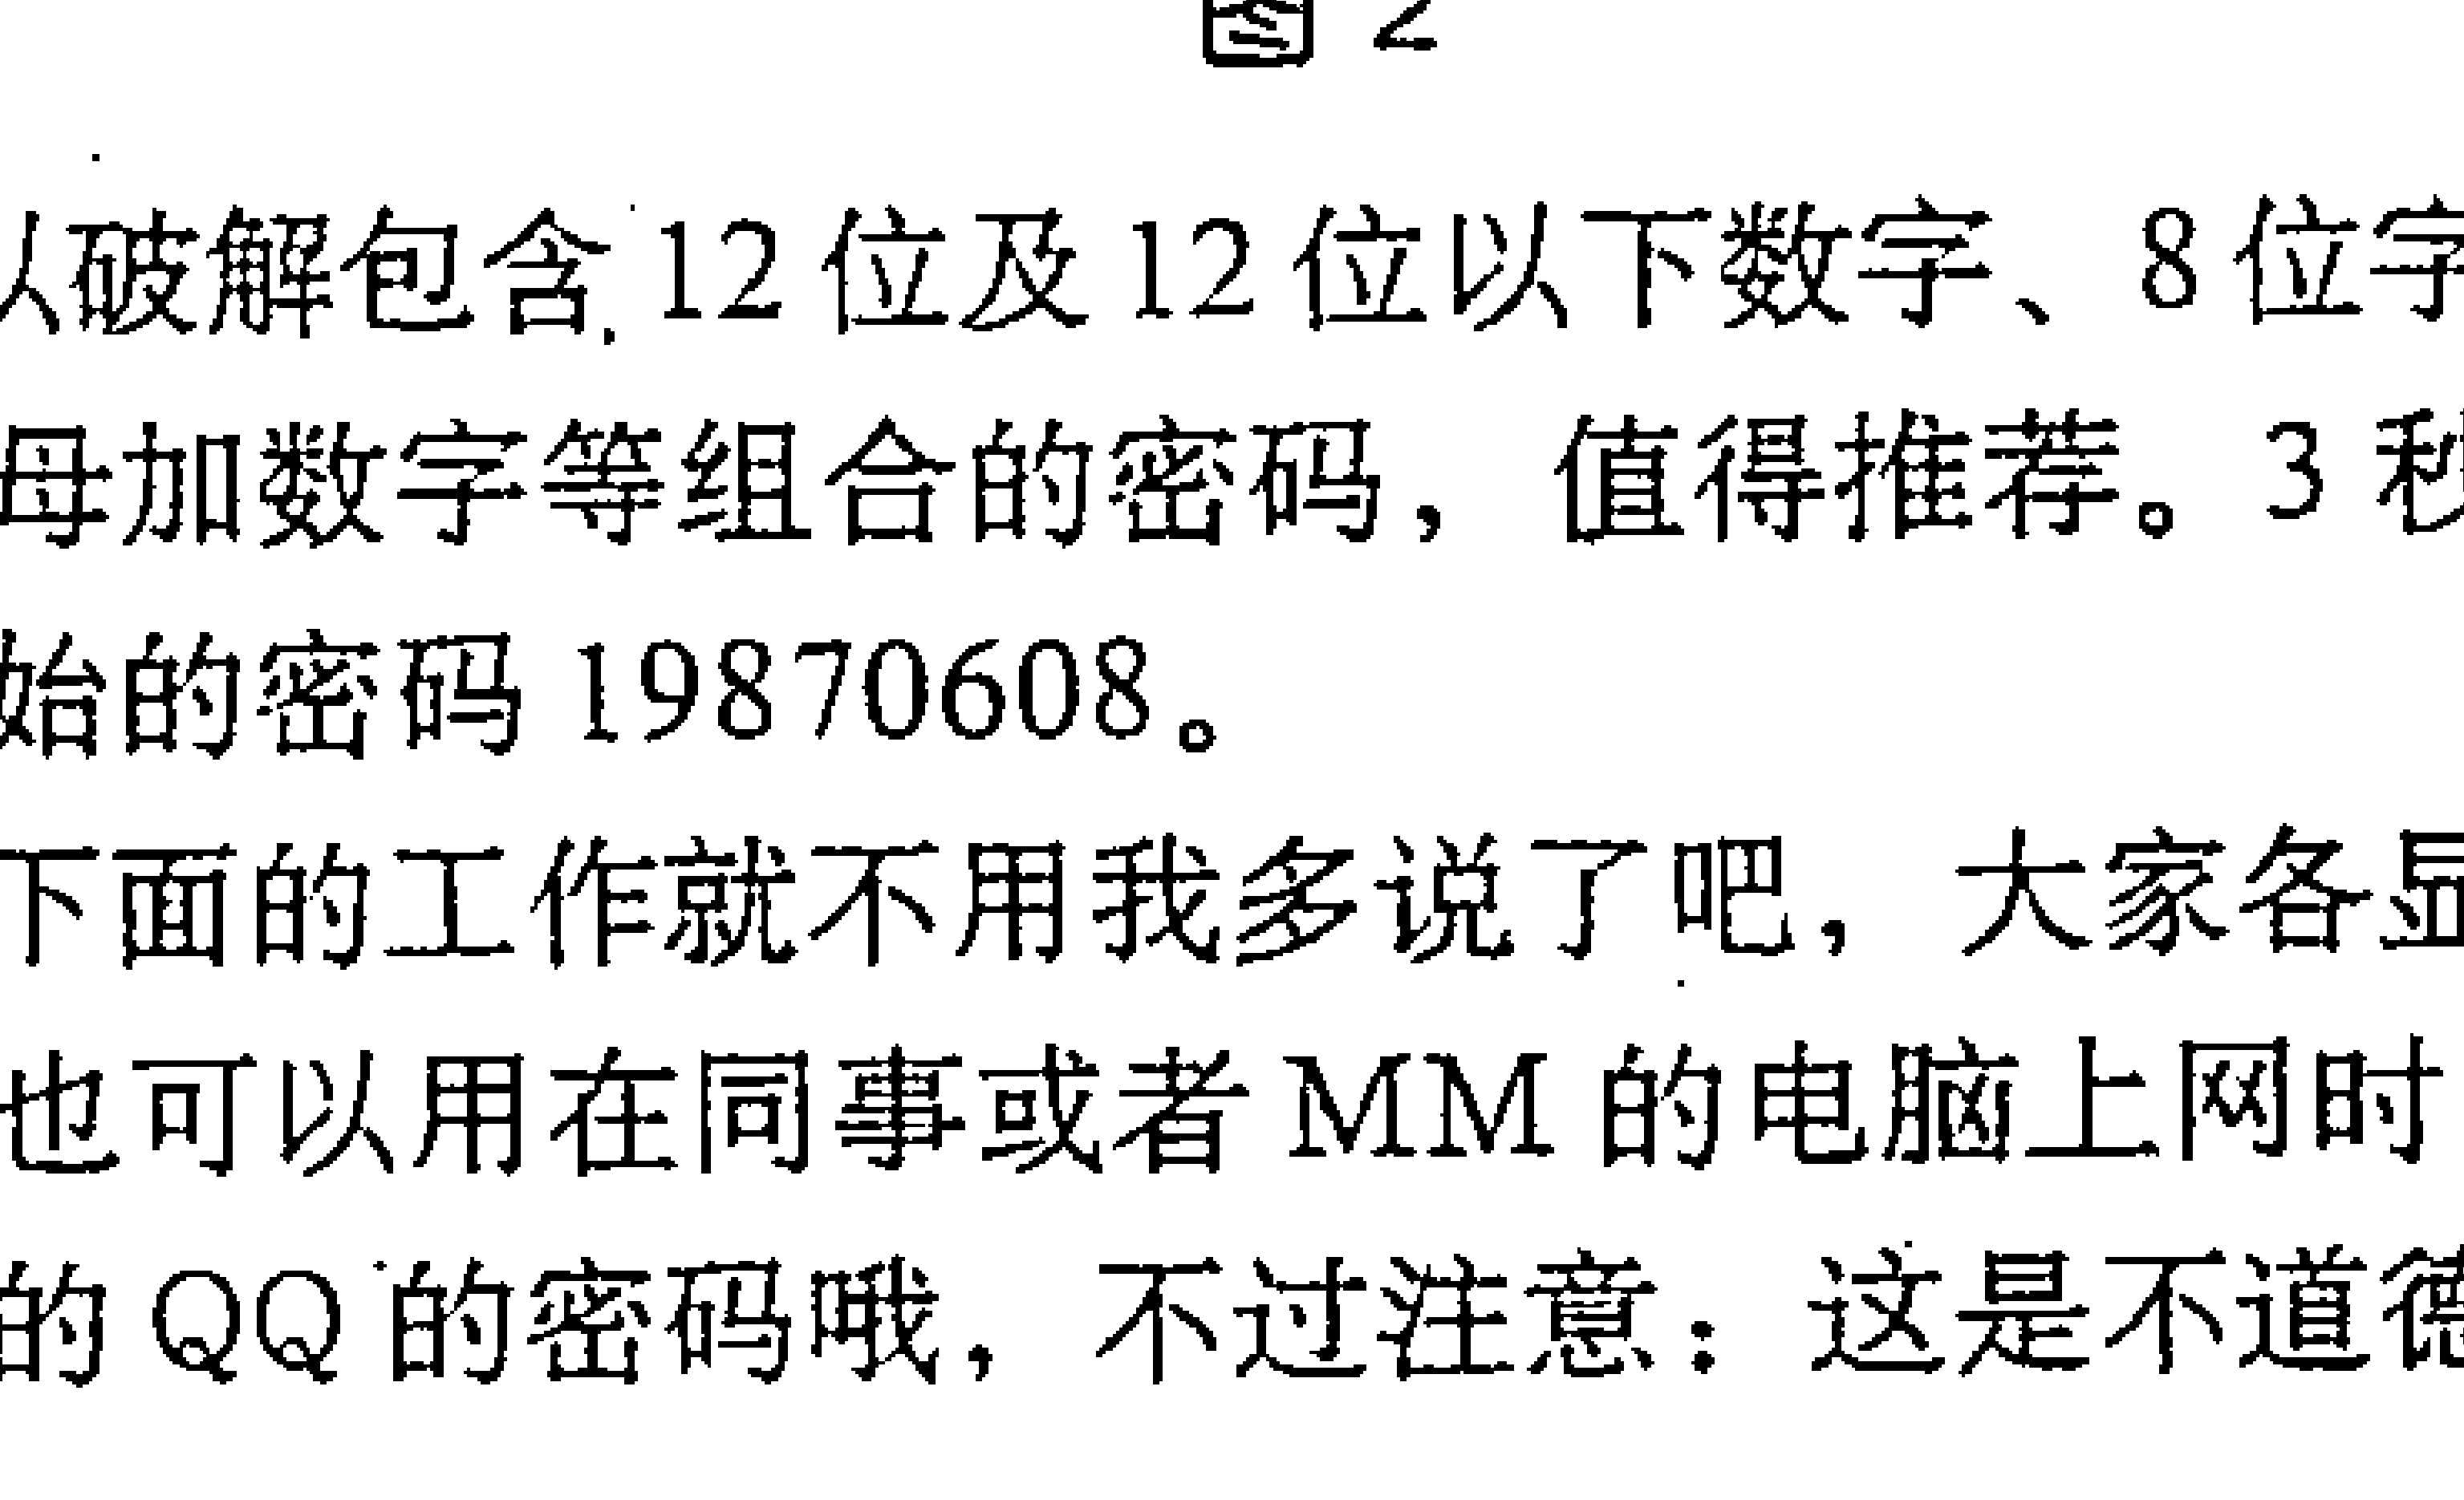 图 2
以破解包含 12 位及 12 位以下数字、8 位字
母加数字等组合的密码，值得推荐。3 秒
始的密码 19870608。
下面的工作就不用我多说了吧，大家各显
也可以用在同事或者 MM 的电脑上网时
的 QQ 的密码哦，不过注意：这是不道德